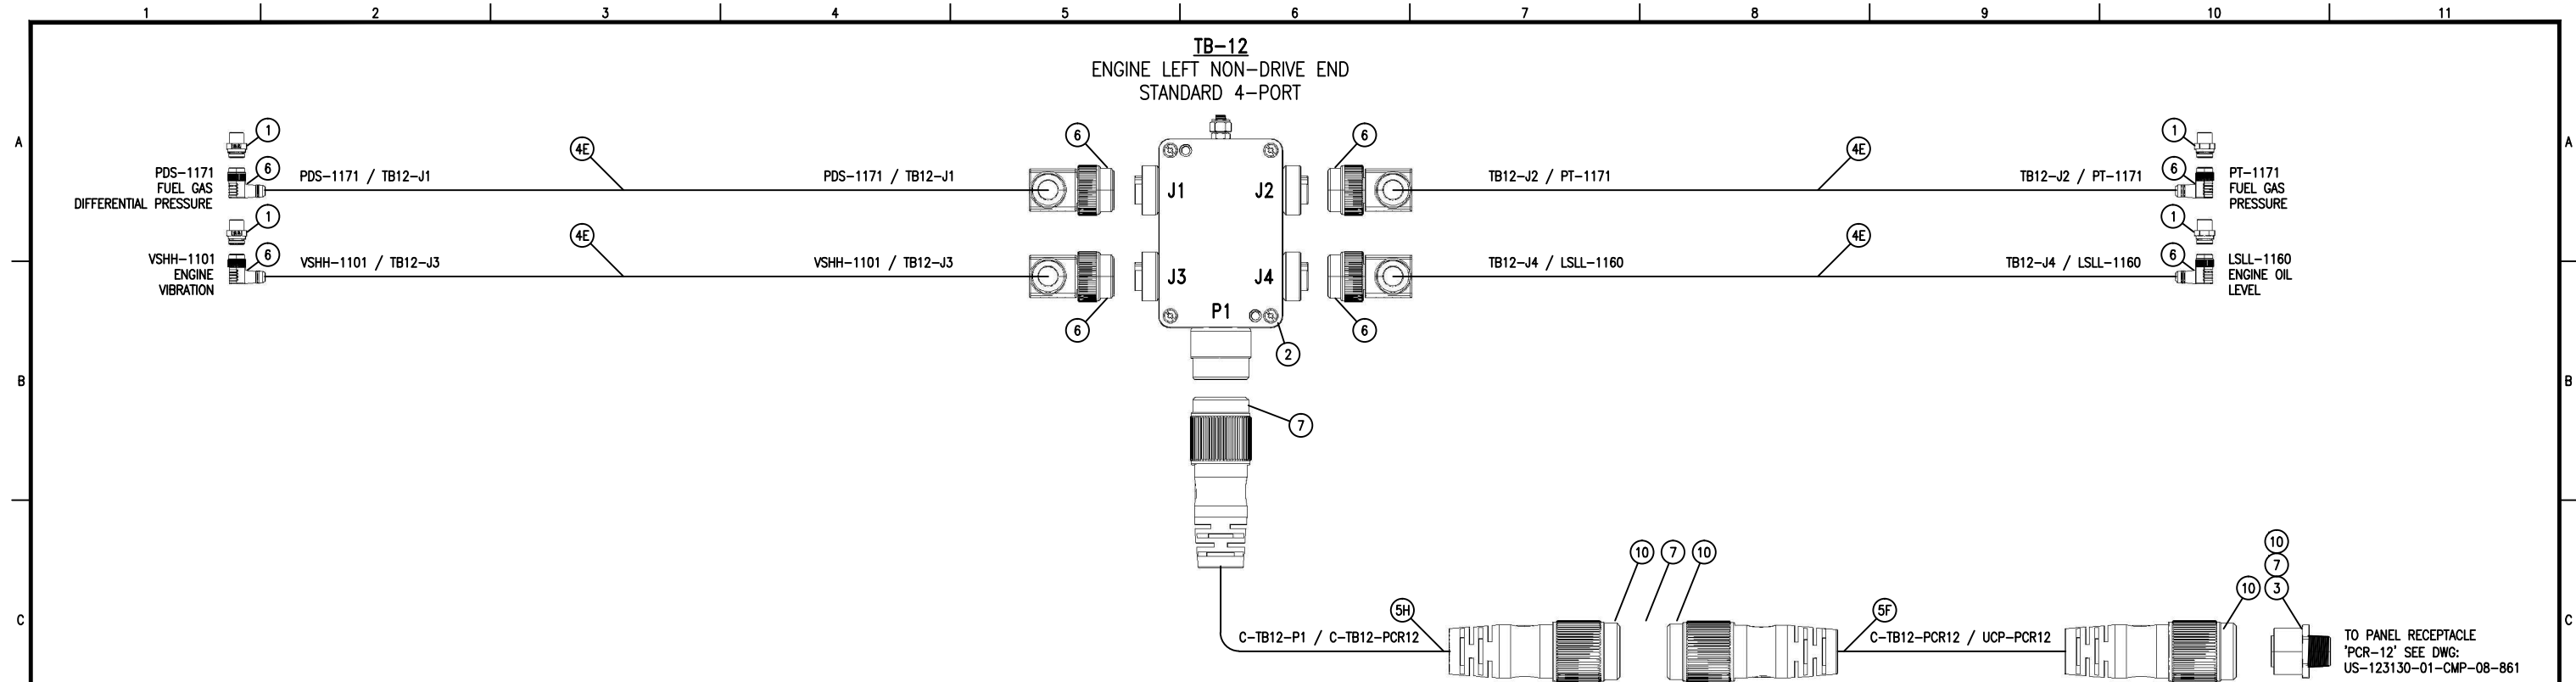 1 2 3 4 5 6 7 8 9 10 11
TB-12
ENGINE LEFT NON-DRIVE END
STANDARD 4-PORT
A
A
1
6
6
1
4E
4E
PDS-1171
FUEL GAS
DIFFERENTIAL PRESSURE
6
PDS-1171 / TB12-J1
PDS-1171 / TB12-J1
J1
J2
TB12-J2 / PT-1171
TB12-J2 / PT-1171
6
PT-1171
FUEL GAS
PRESSURE
1
4E
4E
1
VSHH-1101
ENGINE
VIBRATION
6
VSHH-1101 / TB12-J3
VSHH-1101 / TB12-J3
J3
J4
TB12-J4 / LSLL-1160
TB12-J4 / LSLL-1160
6
LSLL-1160
ENGINE OIL
LEVEL
6
P1
6
2
B
B
7
10
7
10
10
7
3
10
5H
5F
C
C
C-TB12-P1 / C-TB12-PCR12
C-TB12-PCR12 / UCP-PCR12
TO PANEL RECEPTACLE
'PCR-12' SEE DWG:
US-123130-01-CMP-08-861